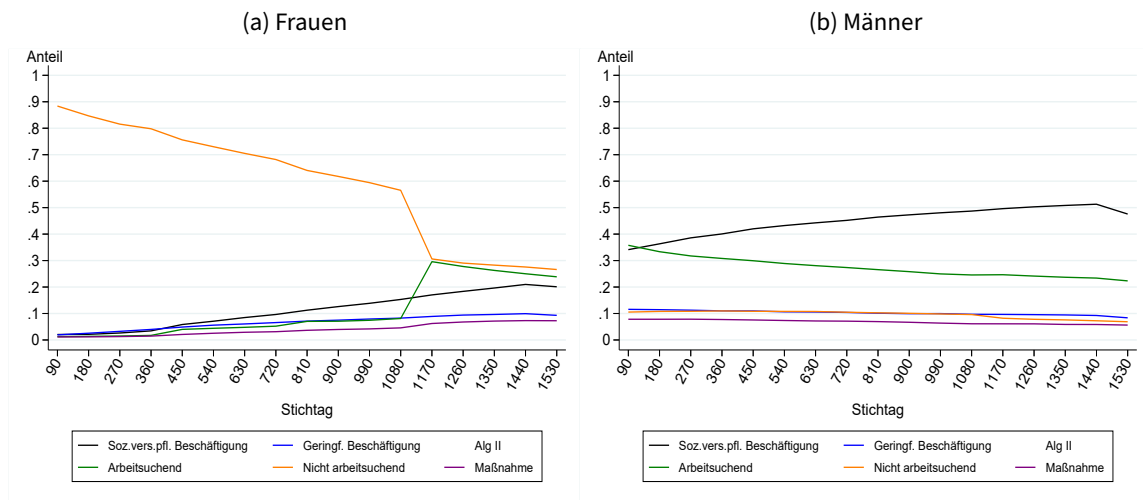 (a) Frauen
Anteil
1
.9
.8
.7
.6
.5
.4
.3
.2
.1
0
90 180 270 360 450 540 630 720 810 900 990 1080 1170 1260 1350 1440 1530
Stichtag
Soz.vers.pfl. Beschäftigung Geringf. Beschäftigung Alg II
Arbeitsuchend Nicht arbeitsuchend Maßnahme
(b) Männer
Anteil
1
.9
.8
.7
.6
.5
.4
.3
.2
.1
0
90 180 270 360 450 540 630 720 810 900 990 1080 1170 1260 1350 1440 1530
Stichtag
Soz.vers.pfl. Beschäftigung Geringf. Beschäftigung Alg II
Arbeitsuchend Nicht arbeitsuchend Maßnahme